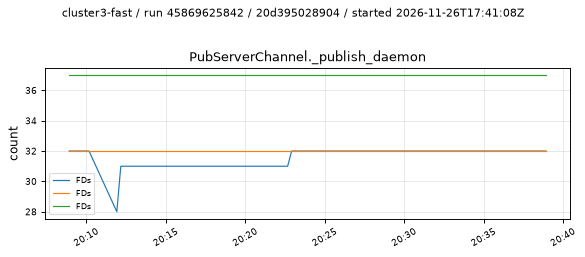 cluster3-fast / run 45869625842 / 20d395028904 / started 2026-11-26T17:41:08Z
PubServerChannel._publish_daemon
count
36
34
32
30
28
FDs
FDs
FDs
20:10
20:15
20:20
20:25
20:30
20:35
20:40